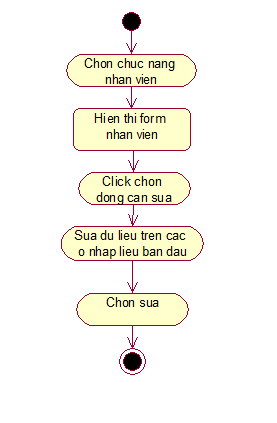 Chon chuc nang
nhan vien
Hien thi form
nhan vien
Click chon
dong can sua
Sua du lieu tren cac
o nhap lieu ban dau
Chon sua